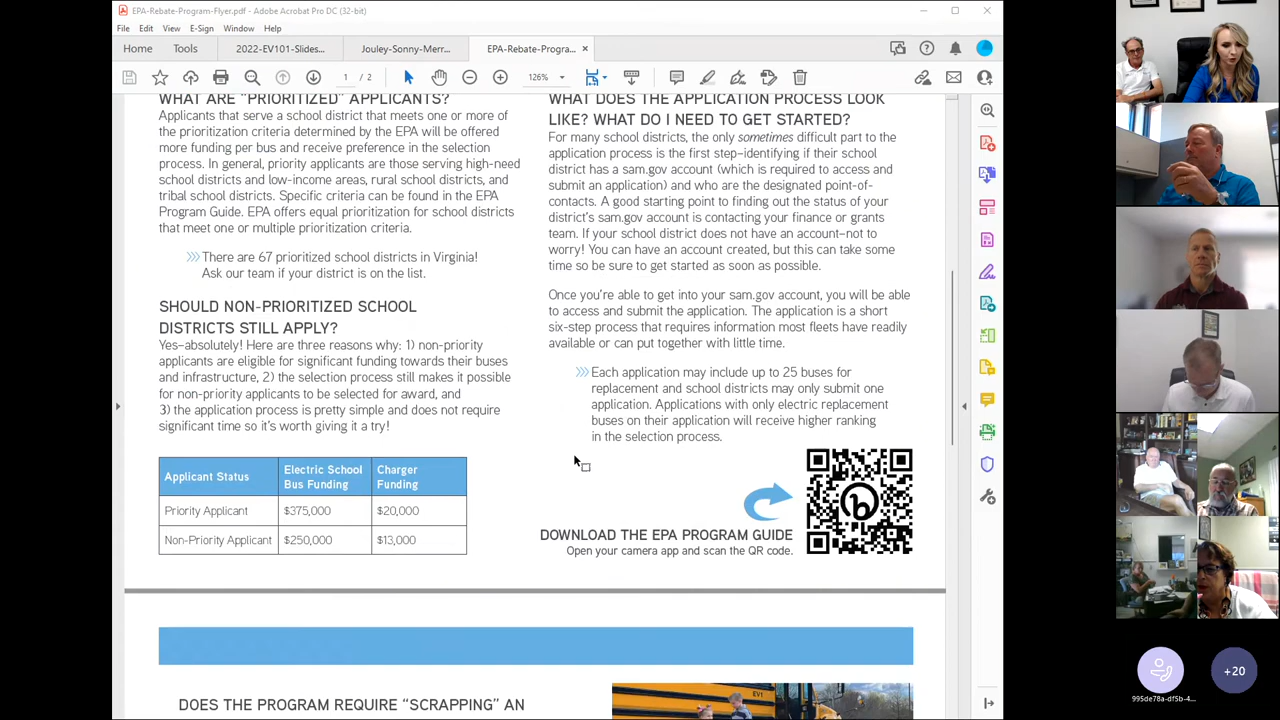 EPA-Rebate-Program-Flyer.pdf - Adobe Acrobat Pro DC (32-bit)
File Edit View E-Sign Window Help
Home Tools 2022-EV101-Slides... Jouley-Sonny-Merr... EPA-Rebate-Progra... ×
1 / 2 126%
WHAT ARE "PRIORITIZED" APPLICANTS?
Applicants that serve a school district that meets one or more of
the prioritization criteria determined by the EPA will be offered
more funding per bus and receive preference in the selection
process. In general, priority applicants are those serving high-need
school districts and low-income areas, rural school districts, and
tribal school districts. Specific criteria can be found in the EPA
Program Guide. EPA offers equal prioritization for school districts
that meet one or multiple prioritization criteria.
There are 67 prioritized school districts in Virginia!
Ask our team if your district is on the list.
SHOULD NON-PRIORITIZED SCHOOL
DISTRICTS STILL APPLY?
Yes–absolutely! Here are three reasons why: 1) non-priority
applicants are eligible for significant funding towards their buses
and infrastructure, 2) the selection process still makes it possible
for non-priority applicants to be selected for award, and
3) the application process is pretty simple and does not require
significant time so it's worth giving it a try!
Applicant Status Electric School Bus Funding Charger Funding
Priority Applicant $375,000 $20,000
Non-Priority Applicant $250,000 $13,000
WHAT DOES THE APPLICATION PROCESS LOOK
LIKE? WHAT DO I NEED TO GET STARTED?
For many school districts, the only sometimes difficult part to the
application process is the first step–identifying if their school
district has a sam.gov account (which is required to access and
submit an application) and who are the designated point-of-
contacts. A good starting point to finding out the status of your
district's sam.gov account is contacting your finance or grants
team. If your school district does not have an account–not to
worry! You can have an account created, but this can take some
time so be sure to get started as soon as possible.
Once you're able to get into your sam.gov account, you will be able
to access and submit the application. The application is a short
six-step process that requires information most fleets have readily
available or can put together with little time.
Each application may include up to 25 buses for
replacement and school districts may only submit one
application. Applications with only electric replacement
buses on their application will receive higher ranking
in the selection process.
DOWNLOAD THE EPA PROGRAM GUIDE
Open your camera app and scan the QR code.
DOES THE PROGRAM REQUIRE "SCRAPPING" AN
EV1
995de78a-df5b-4...
+20